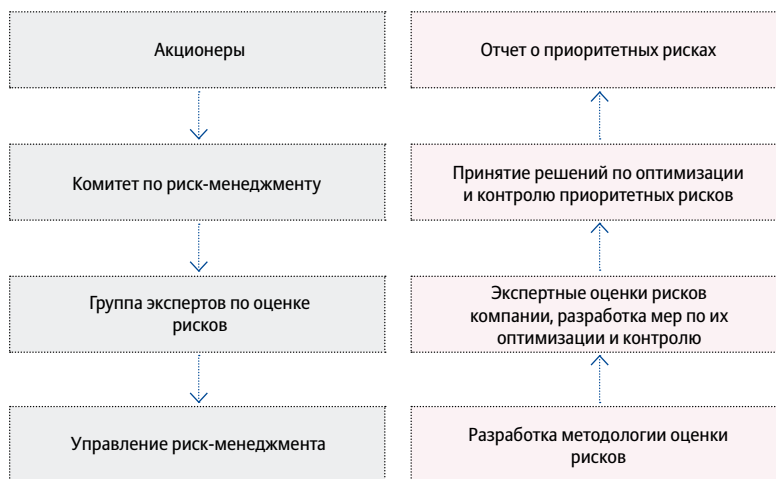 Акционеры
Отчет о приоритетных рисках
Комитет по риск-менеджменту
Принятие решений по оптимизации
и контролю приоритетных рисков
Группа экспертов по оценке
рисков
Экспертные оценки рисков
компании, разработка мер по их
оптимизации и контролю
Управление риск-менеджмента
Разработка методологии оценки
рисков